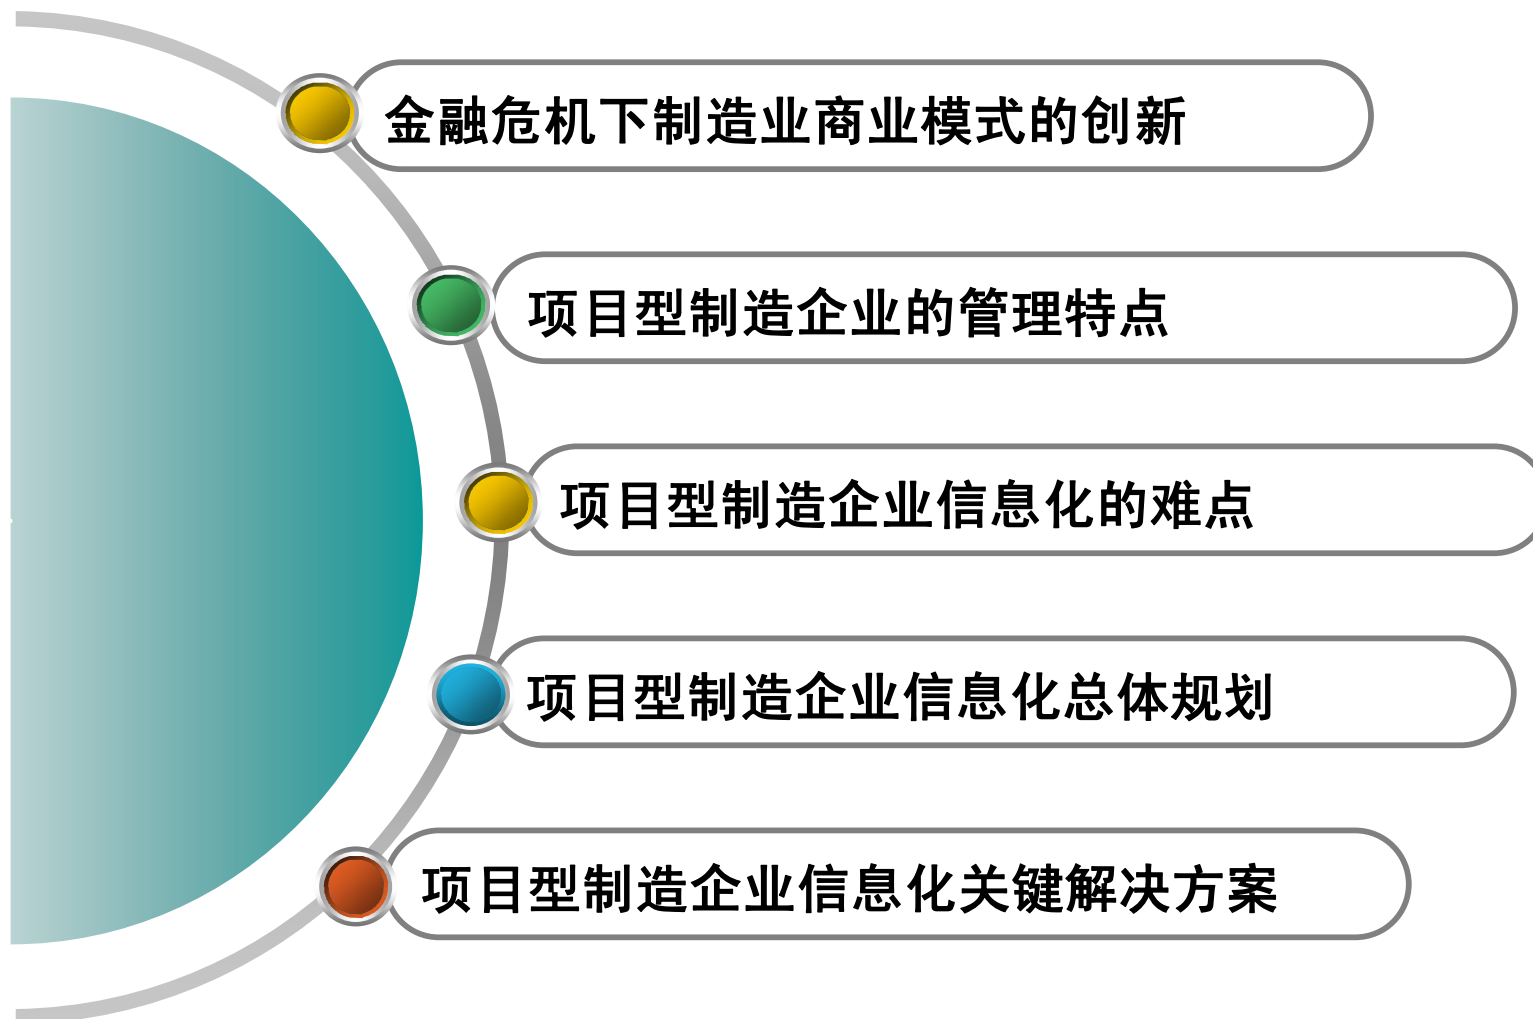 金融危机下制造业商业模式的创新
项目型制造企业的管理特点
项目型制造企业信息化的难点
项目型制造企业信息化总体规划
项目型制造企业信息化关键解决方案